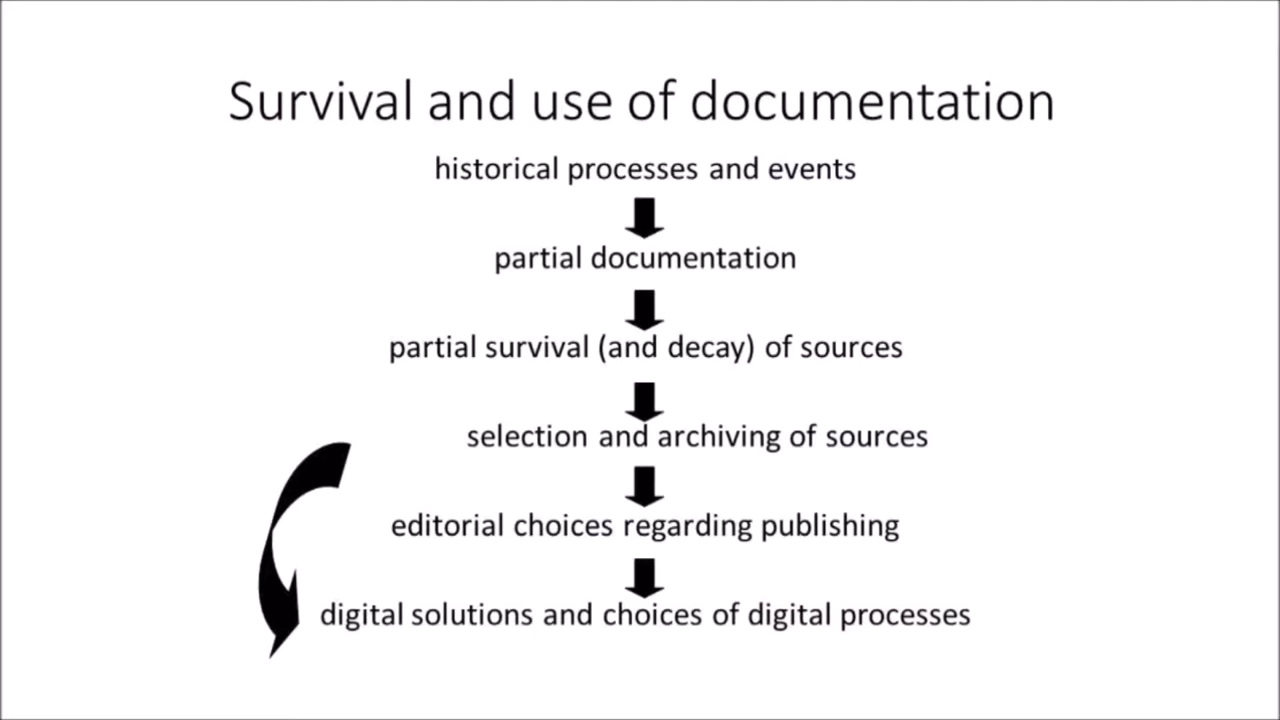 Survival and use of documentation
historical processes and events
partial documentation
partial survival (and decay) of sources
selection and archiving of sources
editorial choices regarding publishing
digital solutions and choices of digital processes